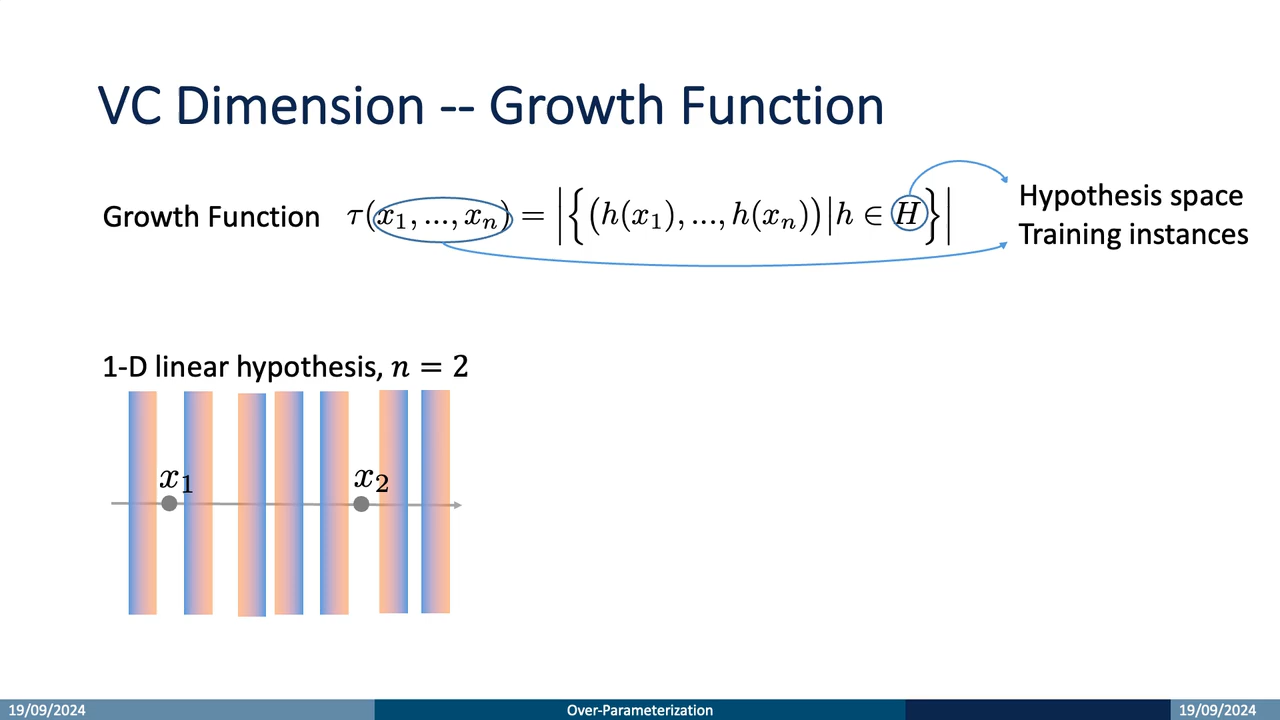 VC Dimension -- Growth Function
Growth Function τ(x₁, ..., xₙ) = |{(h(x₁), ..., h(xₙ))|h ∈ H}|
Hypothesis space
Training instances
1-D linear hypothesis, n = 2
x₁ x₂
19/09/2024 Over-Parameterization 19/09/2024